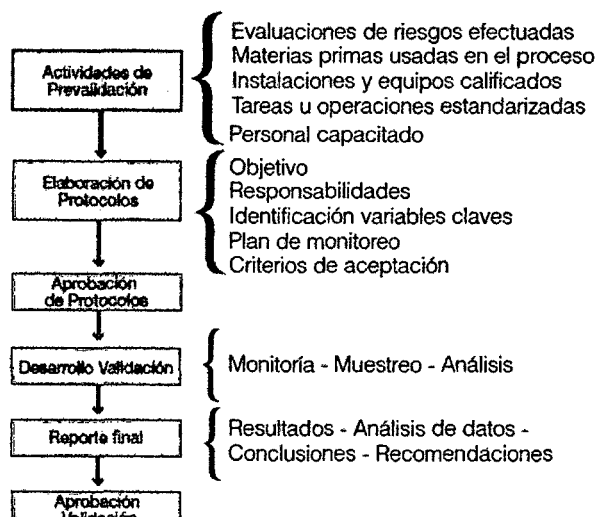 Actividades de
Prevalidación
Evaluaciones de riesgos efectuadas
Materias primas usadas en el proceso
Instalaciones y equipos calificados
Tareas u operaciones estandarizadas
Personal capacitado
Elaboración de
Protocolos
Objetivo
Responsabilidades
Identificación variables claves
Plan de monitoreo
Criterios de aceptación
Aprobación
de Protocolos
Desarrollo Validación
Monitoría - Muestreo - Análisis
Reporte final
Resultados - Análisis de datos -
Conclusiones - Recomendaciones
Aprobación
Validación